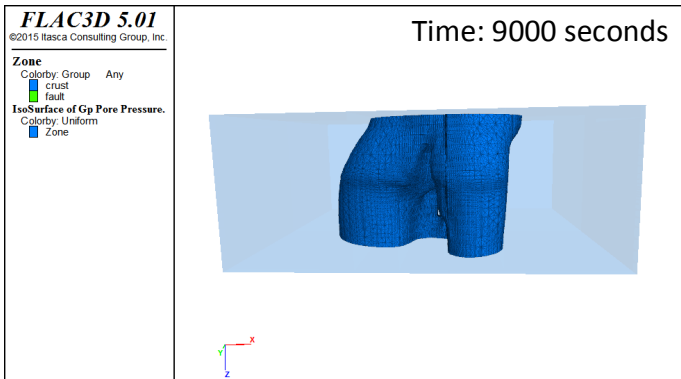 FLAC3D 5.01
©2015 Itasca Consulting Group, Inc.
Zone
Colorby: Group Any
crust
fault
IsoSurface of Gp Pore Pressure.
Colorby: Uniform
Zone
Time: 9000 seconds
X
Y
Z